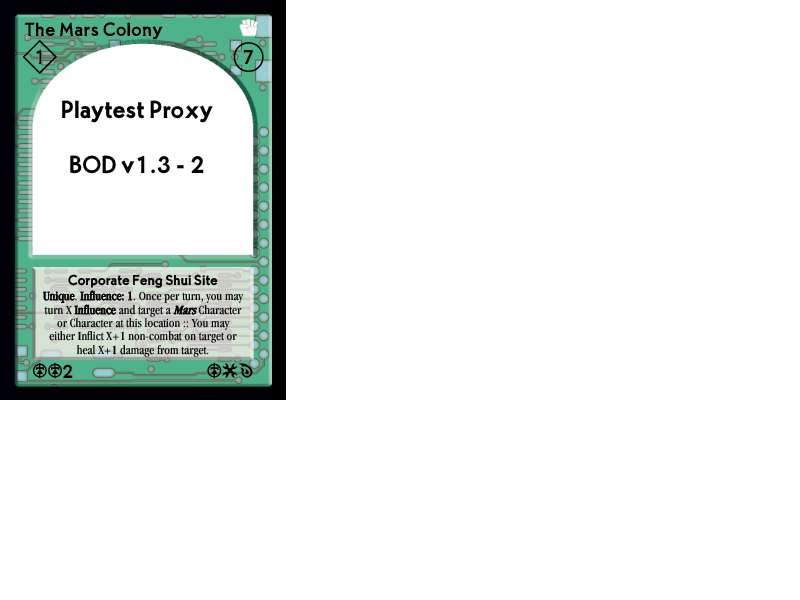 The Mars Colony
1
7
Playtest Proxy
BOD v1.3 - 2
Corporate Feng Shui Site
Unique. Influence: 1. Once per turn, you may
turn X Influence and target a Mars Character
or Character at this location :: You may
either Inflict X+1 non-combat on target or
heal X+1 damage from target.
2